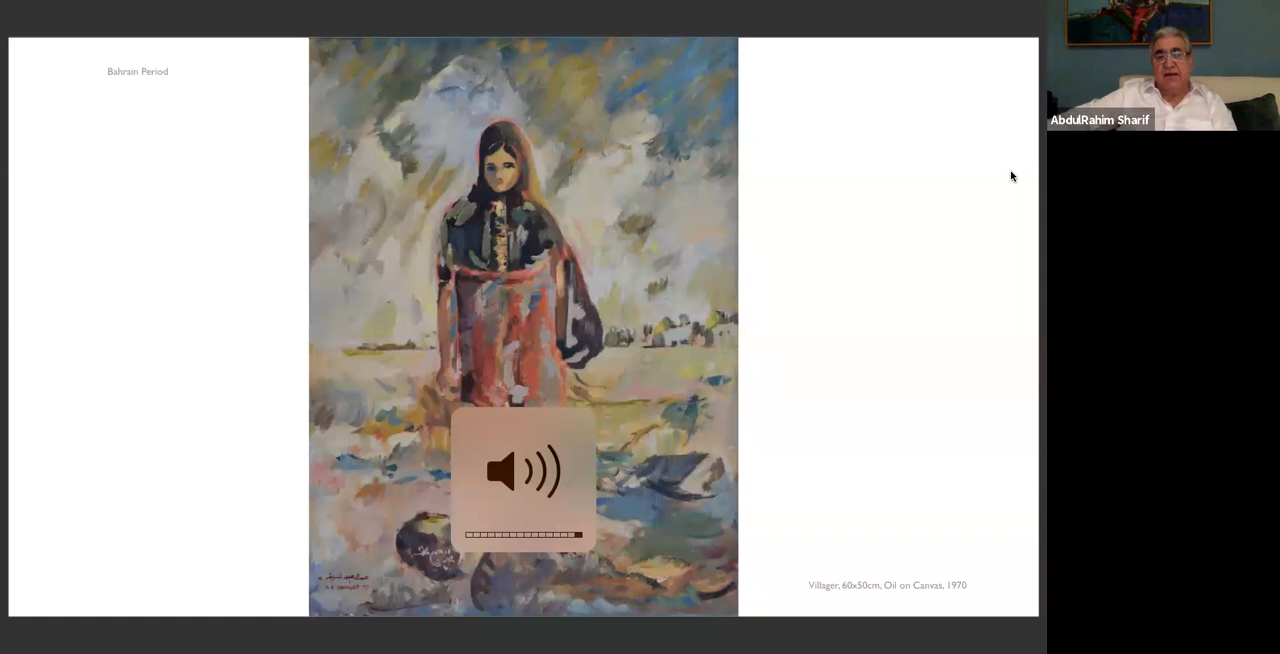 Bahrain Period
AbdulRahim Sharif
Villager, 60x50cm, Oil on Canvas, 1970